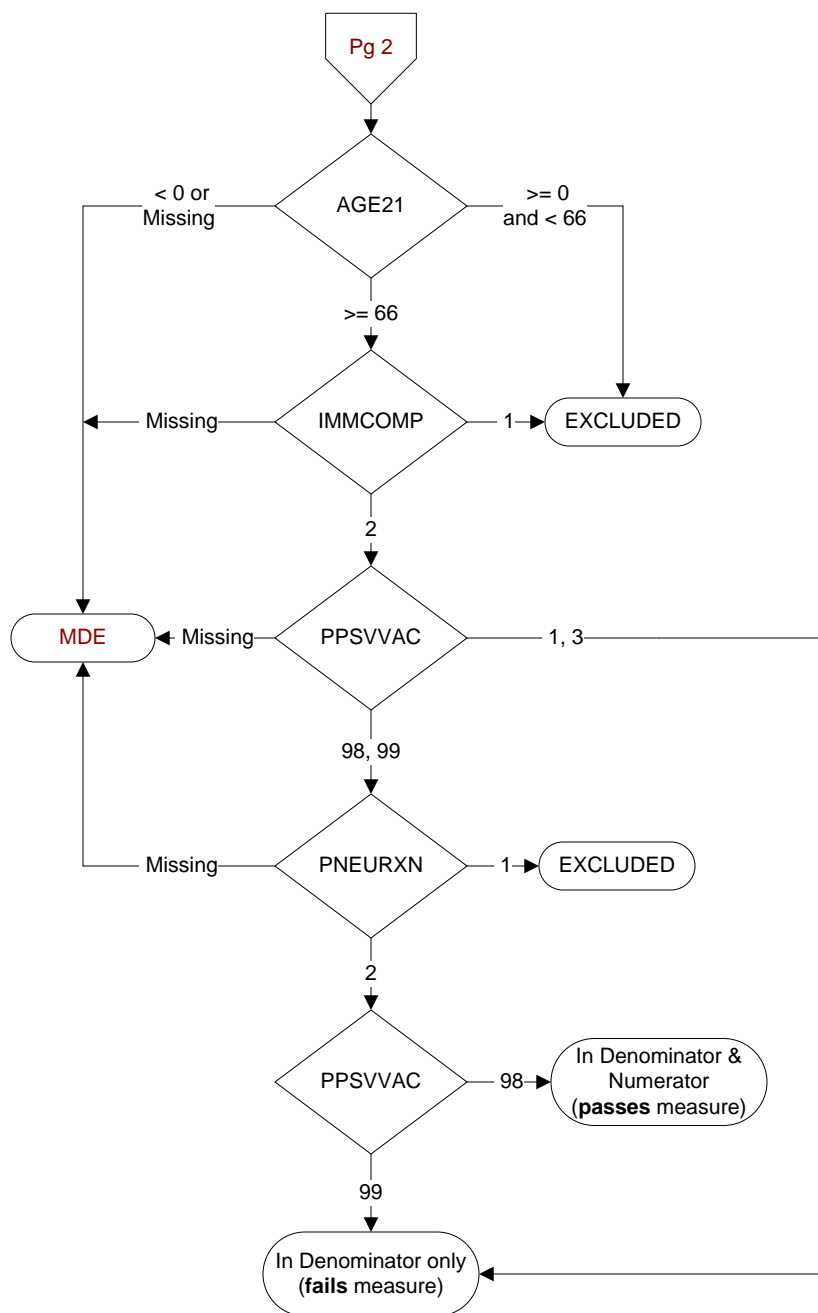 Pg 2
< 0 or
Missing
AGE21
>= 0
and < 66
>= 66
Missing
IMMCOMP
1
EXCLUDED
2
MDE
Missing
PPSVVAC
1, 3
98, 99
Missing
PNEURXN
1
EXCLUDED
2
PPSVVAC
98
In Denominator &
Numerator
(passes measure)
99
In Denominator only
(fails measure)